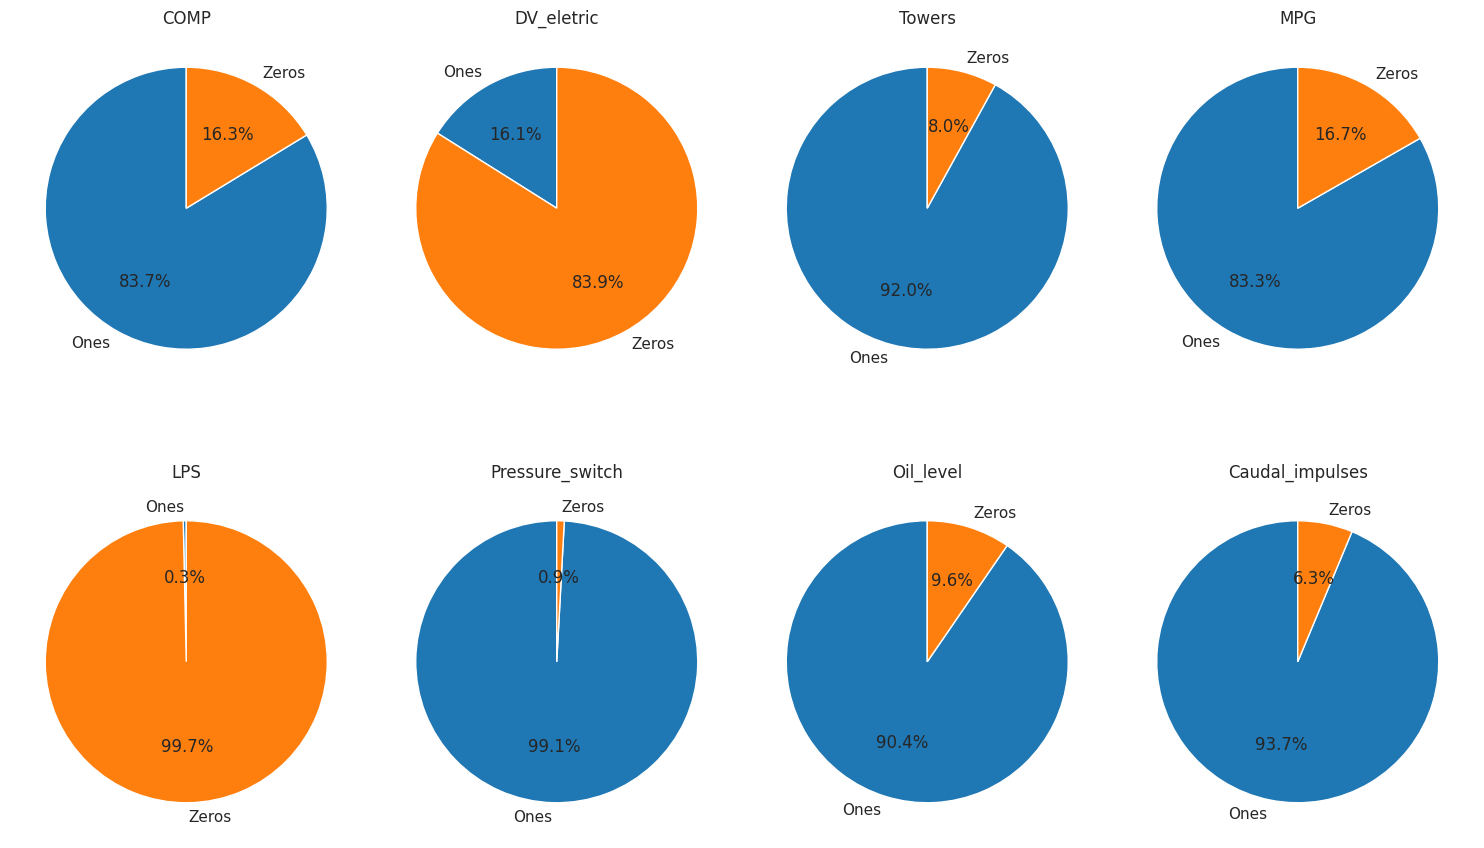 COMP
Zeros
16.3%
83.7%
Ones
DV_eletric
Ones
16.1%
83.9%
Zeros
Towers
Zeros
8.0%
92.0%
Ones
MPG
Zeros
16.7%
83.3%
Ones
LPS
Ones
0.3%
99.7%
Zeros
Pressure_switch
Zeros
0.9%
99.1%
Ones
Oil_level
Zeros
9.6%
90.4%
Ones
Caudal_impulses
Zeros
6.3%
93.7%
Ones